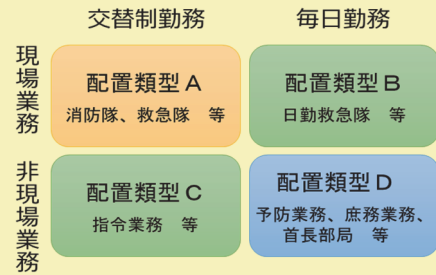 交替制勤務
毎日勤務
現場業務
配置類型A
消防隊、救急隊　等
配置類型B
日勤救急隊　等
非現場業務
配置類型C
指令業務　等
配置類型D
予防業務、庶務業務、
首長部局　等